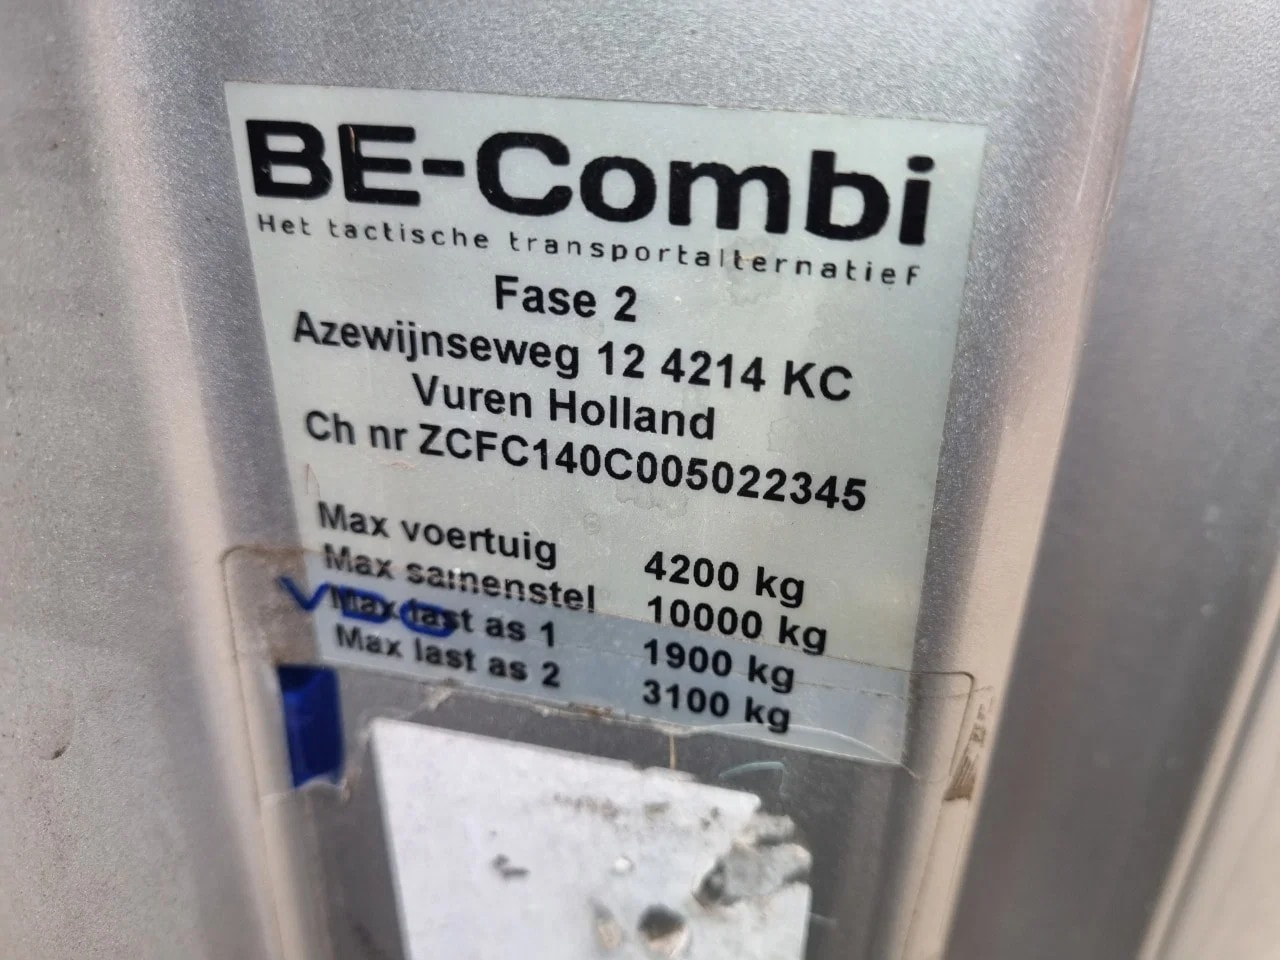 BE-Combi
Het tactische transportalternatief
Fase 2
Azewijnseweg 12 4214 KC
Vuren Holland
Ch nr ZCFC140C005022345
Max voertuig 4200 kg
Max samenstel 10000 kg
Max last as 1 1900 kg
Max last as 2 3100 kg
VDO